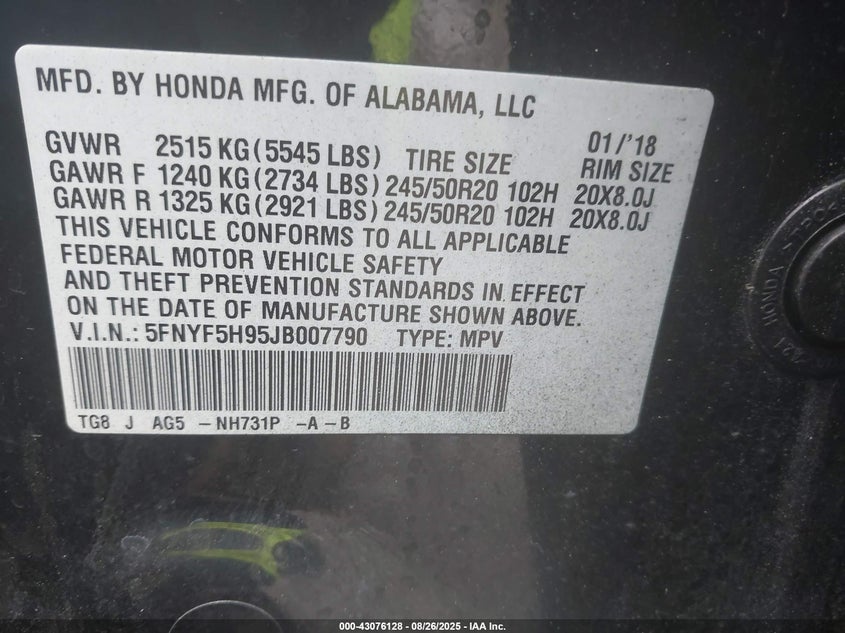 MFD. BY HONDA MFG. OF ALABAMA, LLC
GVWR 2515 KG (5545 LBS) TIRE SIZE 01/'18 RIM SIZE
GAWR F 1240 KG (2734 LBS) 245/50R20 102H 20X8.0J
GAWR R 1325 KG (2921 LBS) 245/50R20 102H 20X8.0J
THIS VEHICLE CONFORMS TO ALL APPLICABLE
FEDERAL MOTOR VEHICLE SAFETY
AND THEFT PREVENTION STANDARDS IN EFFECT
ON THE DATE OF MANUFACTURE SHOWN ABOVE.
V.I.N.: 5FNYF5H95JB007790 TYPE: MPV
TG8 J AG5 -NH731P -A-B
HONDA
000-43076128 - 08/26/2025 - IAA Inc.